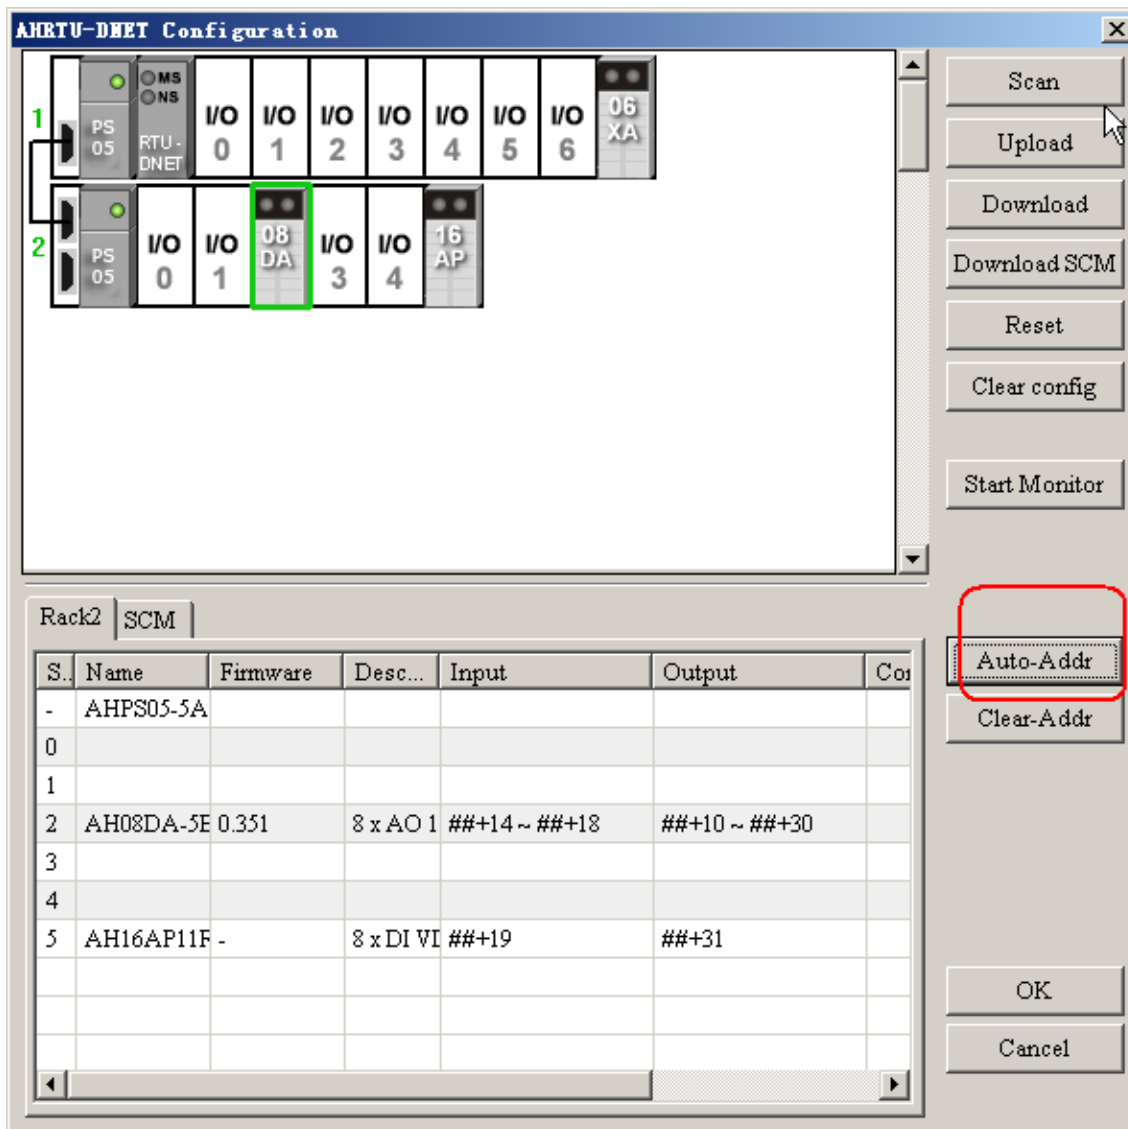 AHRTU-DNET Configuration
1
PS
05
MS
NS
RTU-
DNET
I/O
0
I/O
1
I/O
2
I/O
3
I/O
4
I/O
5
I/O
6
06
XA
2
PS
05
I/O
0
I/O
1
08
DA
I/O
3
I/O
4
16
AP
Scan
Upload
Download
Download SCM
Reset
Clear config
Start Monitor
Auto-Addr
Clear-Addr
OK
Cancel
Rack2 SCM
S.. Name Firmware Desc... Input Output Con
- AHPS05-5A
0
1
2 AH08DA-5E 0.351 8 x AO 1 ##+14 ~ ##+18 ##+10 ~ ##+30
3
4
5 AH16AP11R - 8 x DI VD ##+19 ##+31